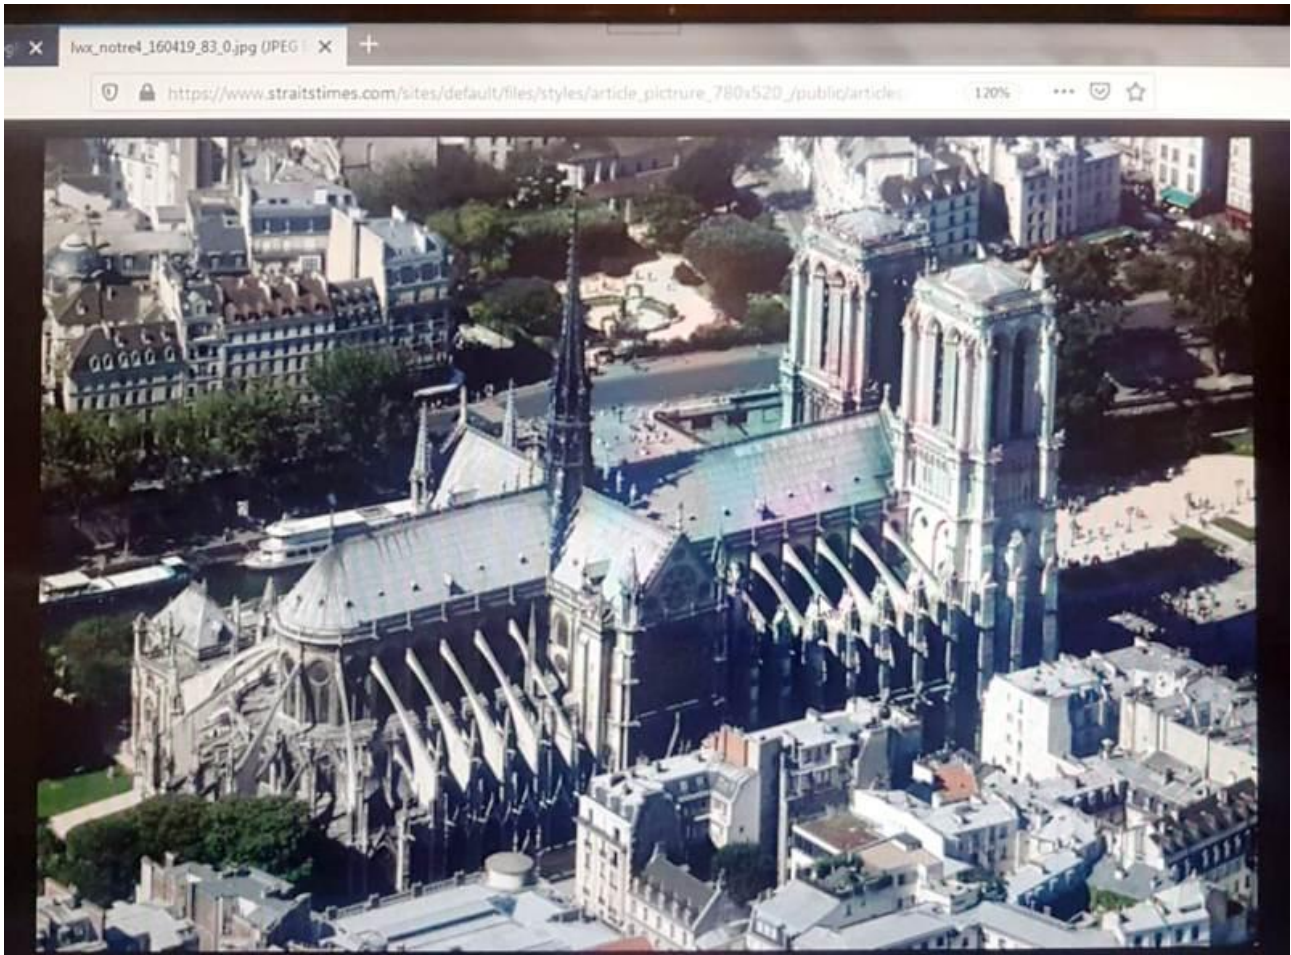 lwx_notre4_160419_83_0.jpg (JPEG
https://www.straitstimes.com/sites/default/files/styles/article_pictrure_780x520_/public/articles
120%